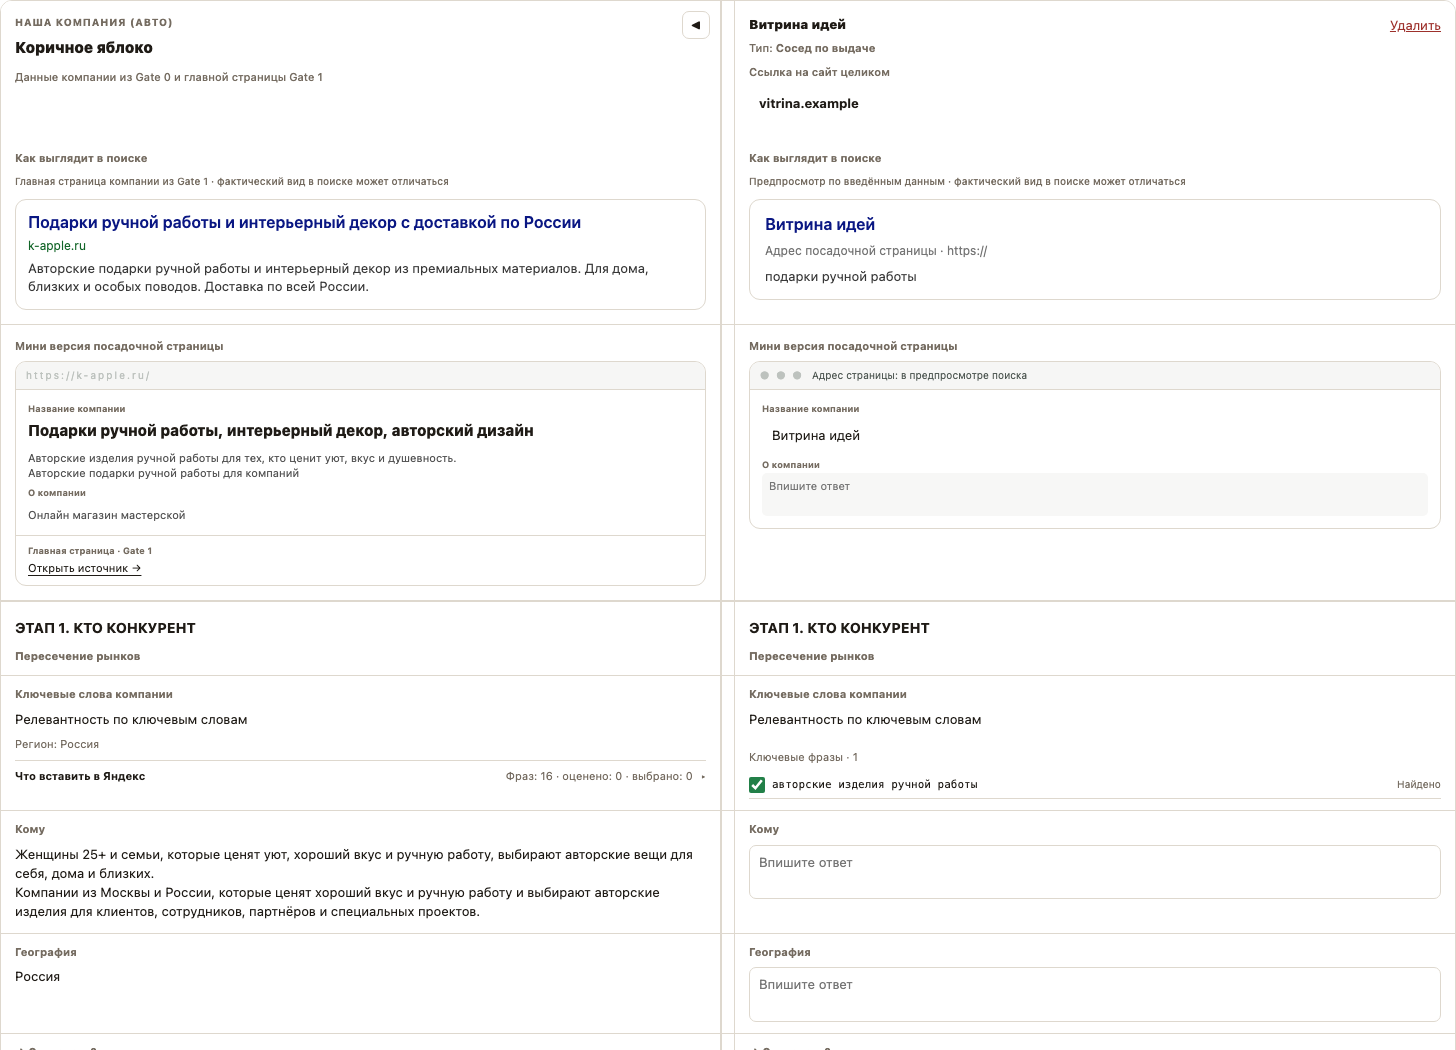 НАША КОМПАНИЯ (АВТО)
Коричное яблоко
Данные компании из Gate 0 и главной страницы Gate 1
Как выглядит в поиске
Главная страница компании из Gate 1 · фактический вид в поиске может отличаться
Подарки ручной работы и интерьерный декор с доставкой по России
k-apple.ru
Авторские подарки ручной работы и интерьерный декор из премиальных материалов. Для дома,
близких и особых поводов. Доставка по всей России.
Мини версия посадочной страницы
https://k-apple.ru/
Название компании
Подарки ручной работы, интерьерный декор, авторский дизайн
Авторские изделия ручной работы для тех, кто ценит уют, вкус и душевность.
Авторские подарки ручной работы для компаний
О компании
Онлайн магазин мастерской
Главная страница · Gate 1
Открыть источник →
ЭТАП 1. КТО КОНКУРЕНТ
Пересечение рынков
Ключевые слова компании
Релевантность по ключевым словам
Регион: Россия
Что вставить в Яндекс
Фраз: 16 · оценено: 0 · выбрано: 0
Кому
Женщины 25+ и семьи, которые ценят уют, хороший вкус и ручную работу, выбирают авторские вещи для
себя, дома и близких.
Компании из Москвы и России, которые ценят хороший вкус и ручную работу и выбирают авторские
изделия для клиентов, сотрудников, партнёров и специальных проектов.
География
Россия
Витрина идей
Удалить
Тип: Сосед по выдаче
Ссылка на сайт целиком
vitrina.example
Как выглядит в поиске
Предпросмотр по введённым данным · фактический вид в поиске может отличаться
Витрина идей
Адрес посадочной страницы · https://
подарки ручной работы
Мини версия посадочной страницы
Адрес страницы: в предпросмотре поиска
Название компании
Витрина идей
О компании
Впишите ответ
ЭТАП 1. КТО КОНКУРЕНТ
Пересечение рынков
Ключевые слова компании
Релевантность по ключевым словам
Ключевые фразы · 1
авторские изделия ручной работы
Найдено
Кому
Впишите ответ
География
Впишите ответ